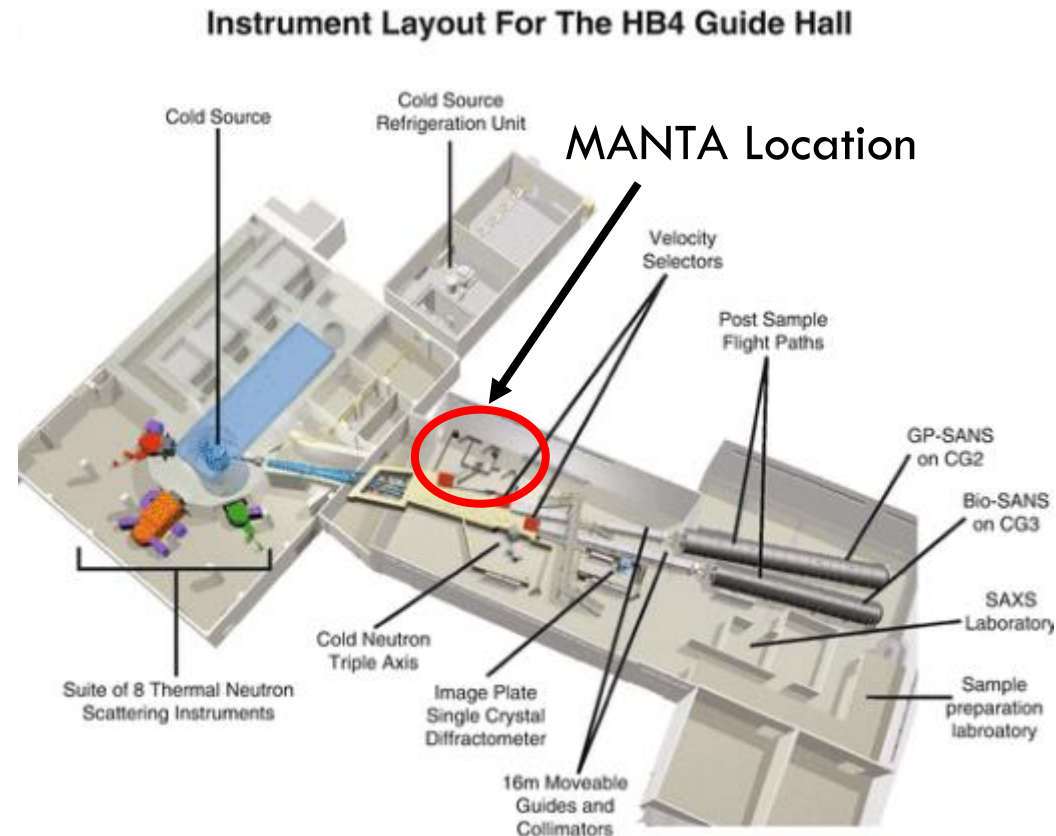 Instrument Layout For The HB4 Guide Hall
Cold Source
Cold Source
Refrigeration Unit
MANTA Location
Velocity
Selectors
Post Sample
Flight Paths
GP-SANS
on CG2
Bio-SANS
on CG3
SAXS
Laboratory
Sample
preparation
labroatory
Cold Neutron
Triple Axis
Suite of 8 Thermal Neutron
Scattering Instruments
Image Plate
Single Crystal
Diffractometer
16m Moveable
Guides and
Collimators